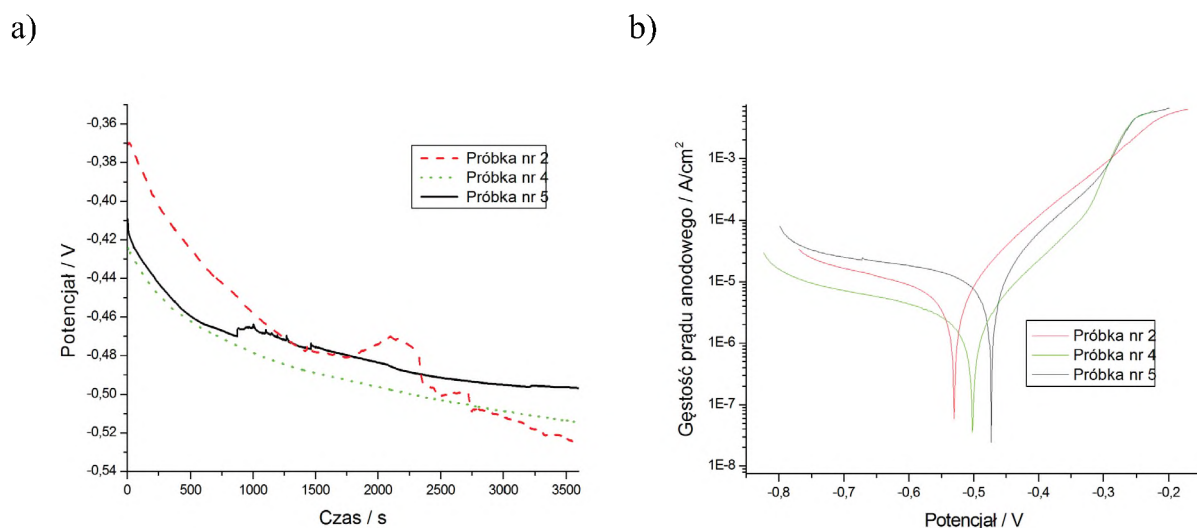 a)
b)
-0,36
-0,38
-0,40
-0,42
-0,44
-0,46
-0,48
-0,50
-0,52
-0,54
Potencjał / V
0
500
1000
1500
2000
2500
3000
3500
Czas / s
Próbka nr 2
Próbka nr 4
Próbka nr 5
1E-3
1E-4
1E-5
1E-6
1E-7
1E-8
Gęstość prądu anodowego / A/cm²
-0,8
-0,7
-0,6
-0,5
-0,4
-0,3
-0,2
Potencjał / V
Próbka nr 2
Próbka nr 4
Próbka nr 5